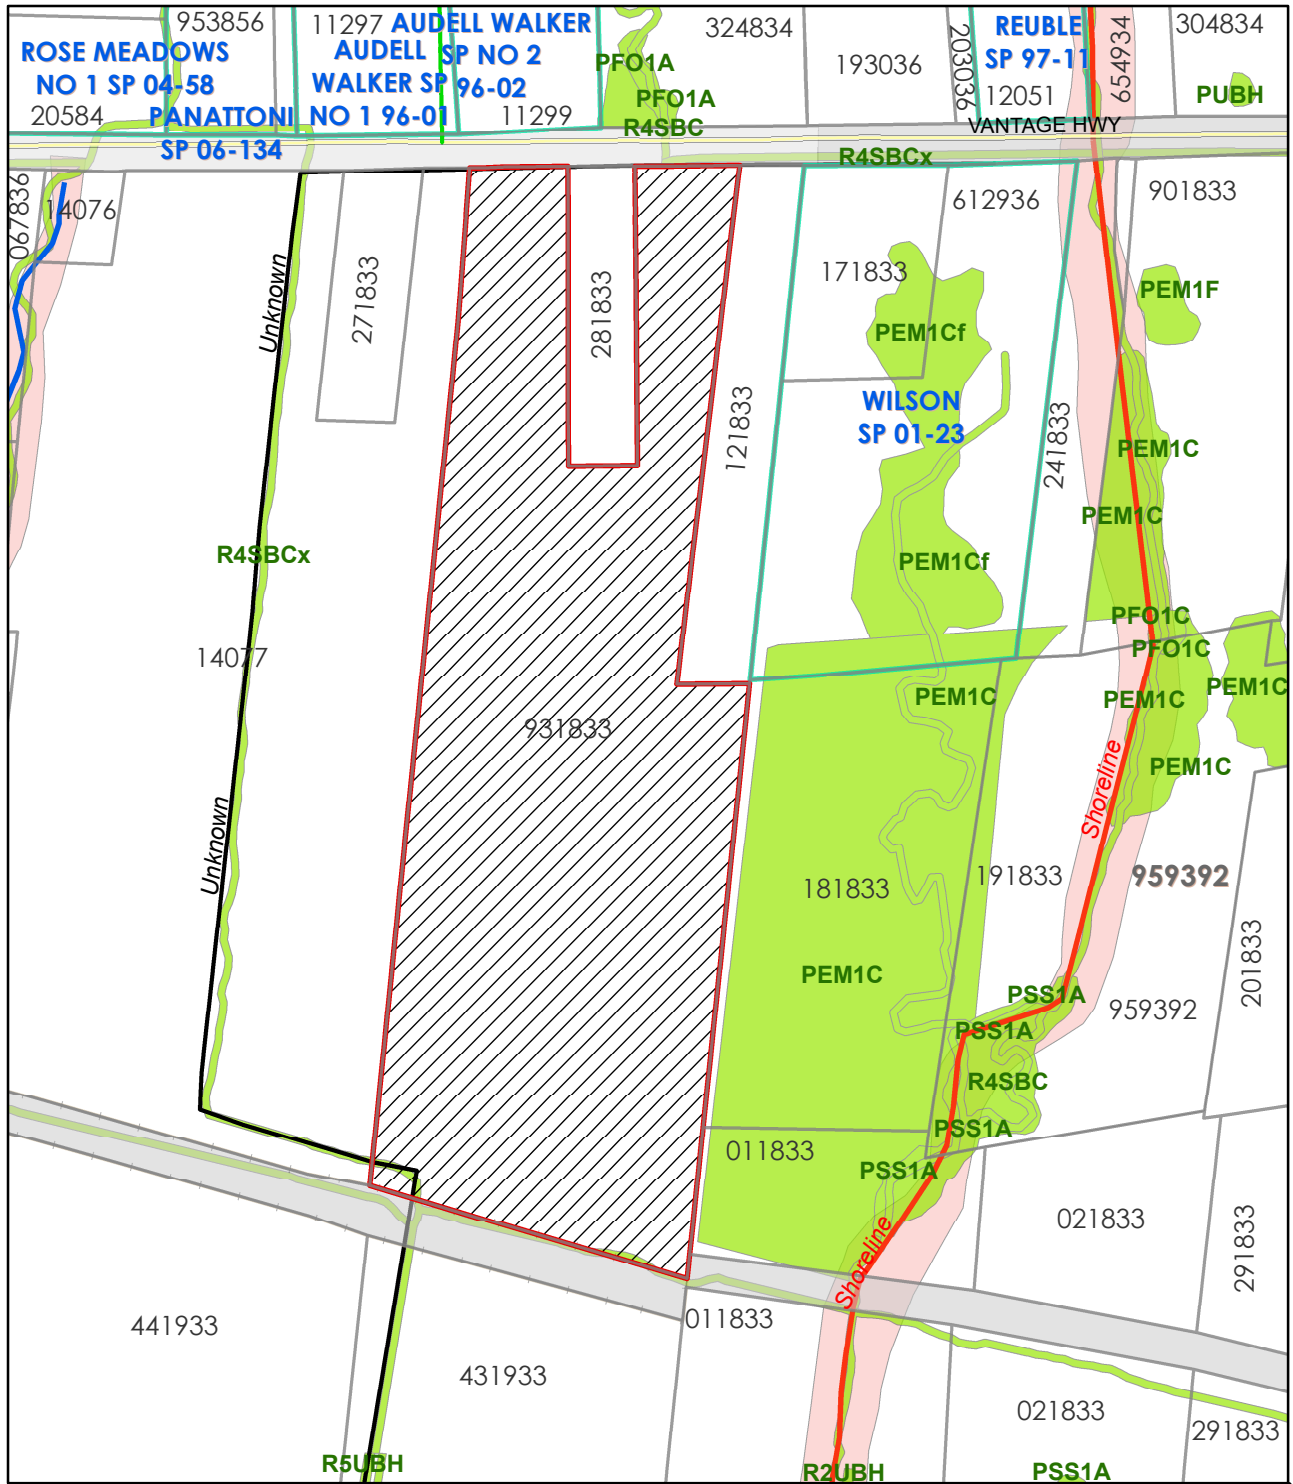 953856
11297
AUDELL WALKER
SP NO 2
96-02
324834
193036
203036
REUBLE
SP 97-11
654934
304834
ROSE MEADOWS
NO 1 SP 04-58
AUDELL
WALKER SP
NO 1 96-01
PFO1A
PFO1A
R4SBC
12051
PUBH
20584
PANATTONI
SP 06-134
11299
VANTAGE HWY
R4SBCx
067836
14076
Unknown
271833
281833
171833
612936
901833
PEM1F
PEM1Cf
WILSON
SP 01-23
121833
241833
PEM1C
PEM1C
R4SBCx
PEM1Cf
PFO1C
PFO1C
14077
PEM1C
PEM1C
PEM1C
931833
PEM1C
Shoreline
Unknown
181833
191833
959392
201833
PEM1C
PSS1A
959392
PSS1A
R4SBC
PSS1A
011833
PSS1A
021833
291833
Shoreline
441933
011833
431933
021833
291833
R5UBH
R2UBH
PSS1A